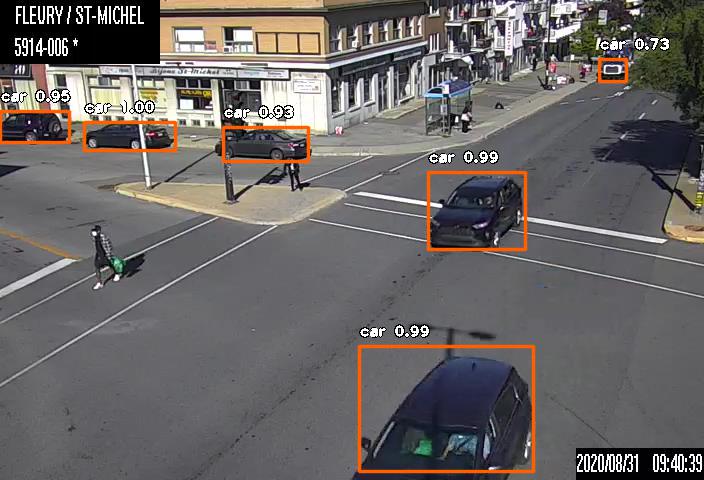 FLEURY / ST-MICHEL
5914-006 *
/car 0.73
car 0.95
car 1.00
car 0.93
car 0.99
car 0.99
2020/08/31 09:40:39